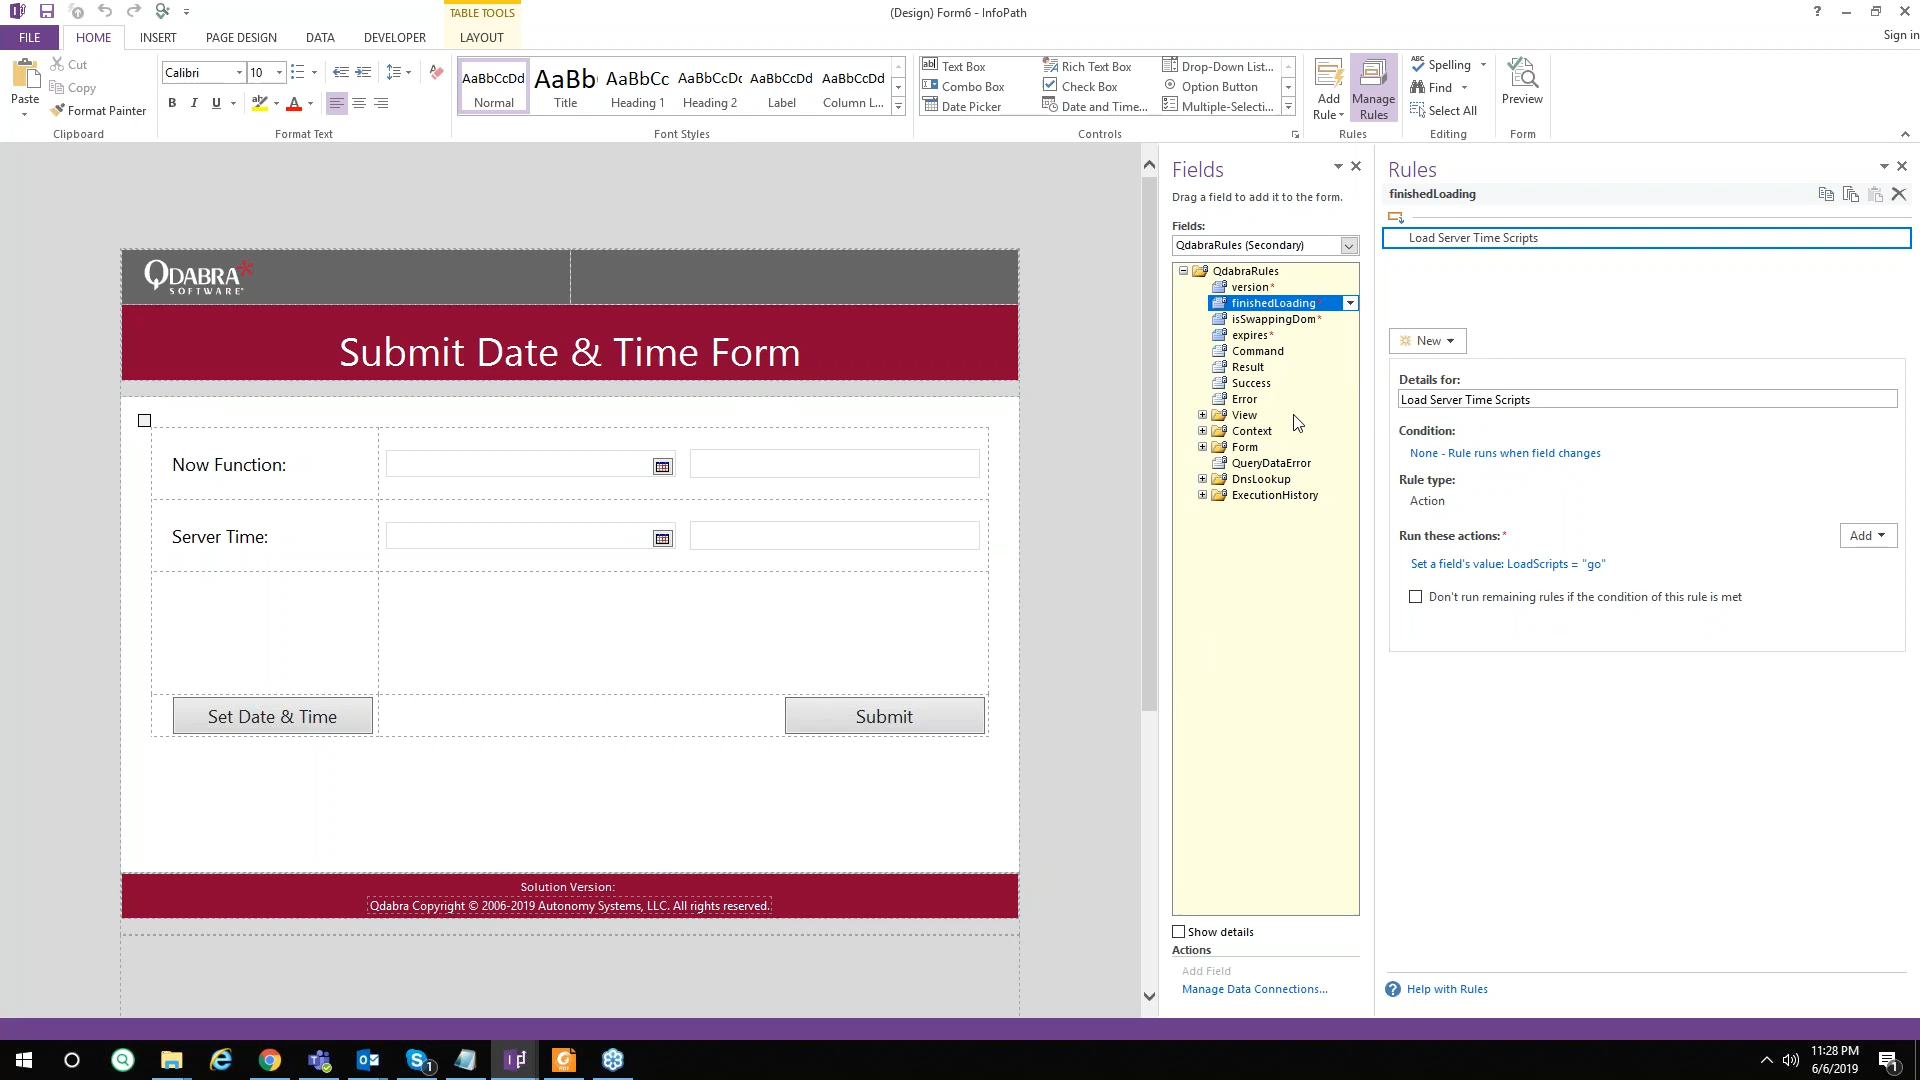 (Design) Form6 - InfoPath
TABLE TOOLS
Sign in
FILE
HOME
INSERT
PAGE DESIGN
DATA
DEVELOPER
LAYOUT
Paste
Cut
Copy
Format Painter
Clipboard
Calibri
10
B I U
Format Text
AaBbCcDd
Normal
AaBb
Title
AaBbCc
Heading 1
AaBbCcDc
Heading 2
AaBbCcDd
Label
AaBbCcDd
Column L...
Font Styles
Text Box
Combo Box
Date Picker
Rich Text Box
Check Box
Date and Time...
Drop-Down List...
Option Button
Multiple-Selecti...
Controls
Add Rule
Manage Rules
Rules
Spelling
Find
Select All
Editing
Preview
Form
QDABRA
SOFTWARE
Submit Date & Time Form
Now Function:
Server Time:
Set Date & Time
Submit
Solution Version:
Qdabra Copyright © 2006-2019 Autonomy Systems, LLC. All rights reserved.
Fields
Drag a field to add it to the form.
Fields:
QdabraRules (Secondary)
QdabraRules
version*
finishedLoading*
isSwappingDom*
expires*
Command
Result
Success
Error
View
Context
Form
QueryDataError
DnsLookup
ExecutionHistory
Show details
Actions
Add Field
Manage Data Connections...
Rules
finishedLoading
Load Server Time Scripts
New
Details for:
Load Server Time Scripts
Condition:
None - Rule runs when field changes
Rule type:
Action
Run these actions:*
Add
Set a field's value: LoadScripts = "go"
Don't run remaining rules if the condition of this rule is met
Help with Rules
11:28 PM
6/6/2019